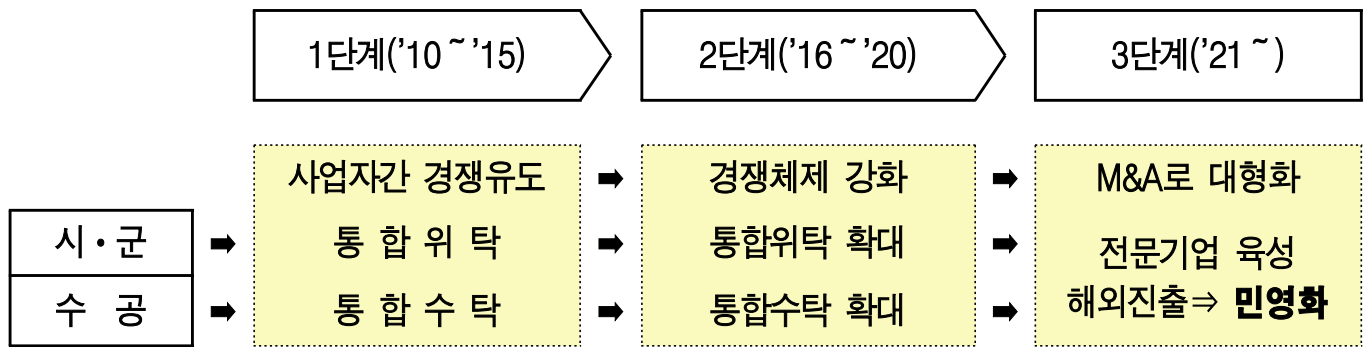 1단계('10 ~ '15) 2단계('16 ~ '20) 3단계('21 ~ )
사업자간 경쟁유도 ➡ 경쟁체제 강화 ➡ M&A로 대형화
시·군 ➡ 통 합 위 탁 ➡ 통합위탁 확대 ➡ 전문기업 육성
수 공 ➡ 통 합 수 탁 ➡ 통합수탁 확대 ➡ 해외진출⇒ 민영화